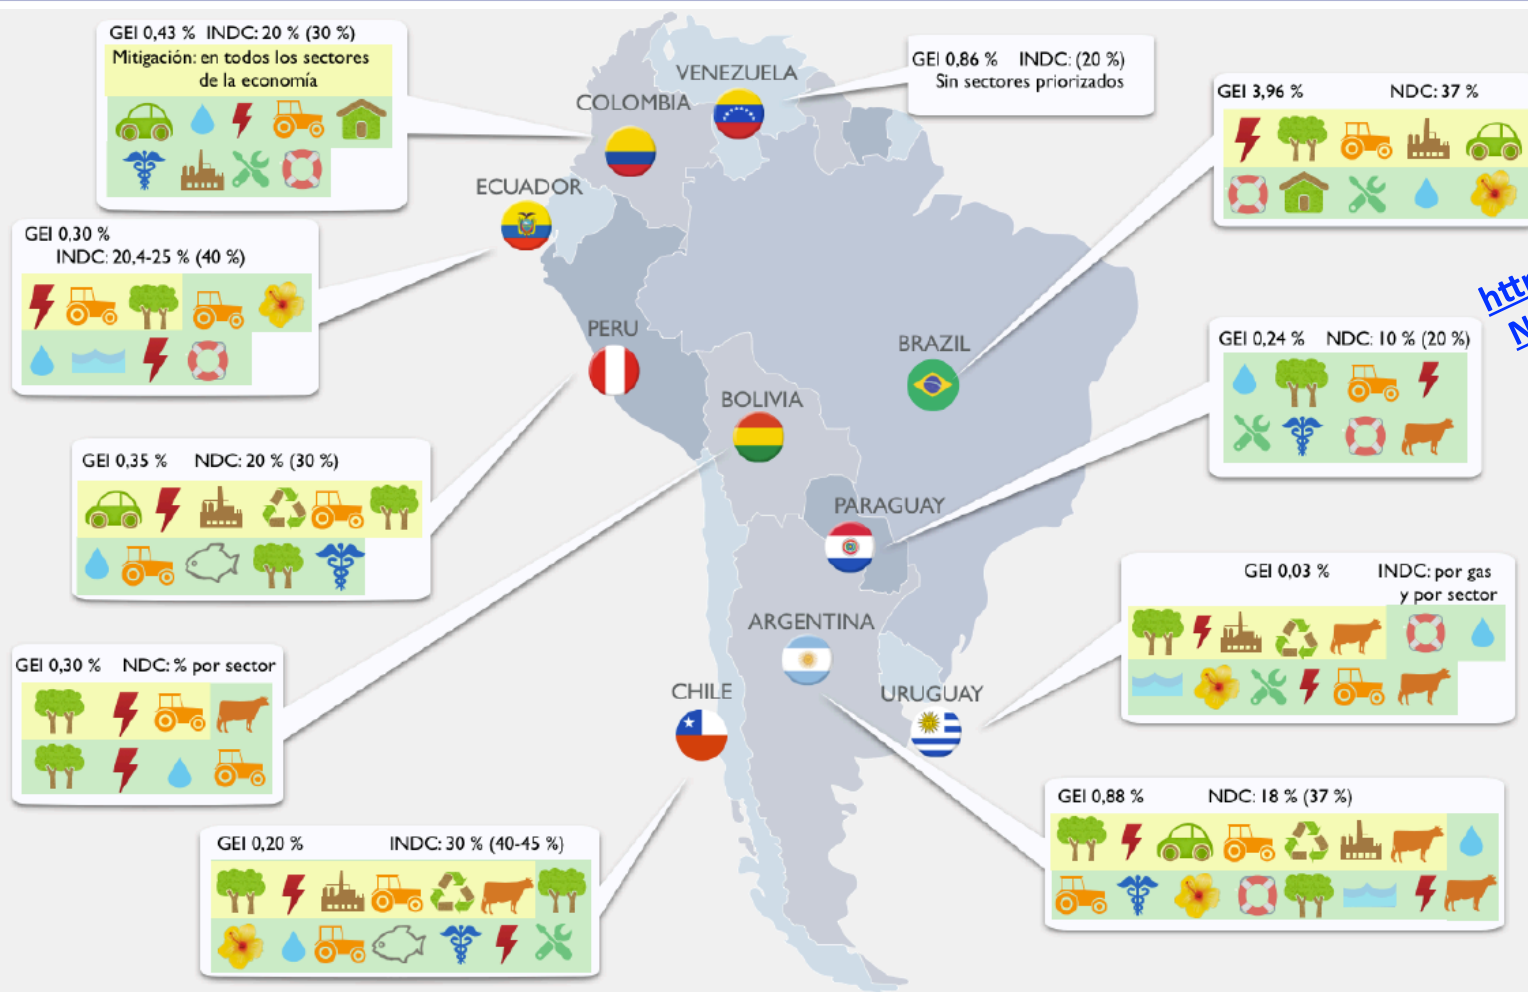 GEI 0,43 % INDC: 20 % (30 %)
Mitigación: en todos los sectores
de la economía
VENEZUELA
COLOMBIA
GEI 0,86 % INDC: (20 %)
Sin sectores priorizados
GEI 3,96 % NDC: 37 %
ECUADOR
GEI 0,30 %
INDC: 20,4-25 % (40 %)
PERU
BRAZIL
GEI 0,24 % NDC: 10 % (20 %)
BOLIVIA
GEI 0,35 % NDC: 20 % (30 %)
PARAGUAY
GEI 0,03 % INDC: por gas
y por sector
ARGENTINA
GEI 0,30 % NDC: % por sector
CHILE
URUGUAY
GEI 0,88 % NDC: 18 % (37 %)
GEI 0,20 % INDC: 30 % (40-45 %)